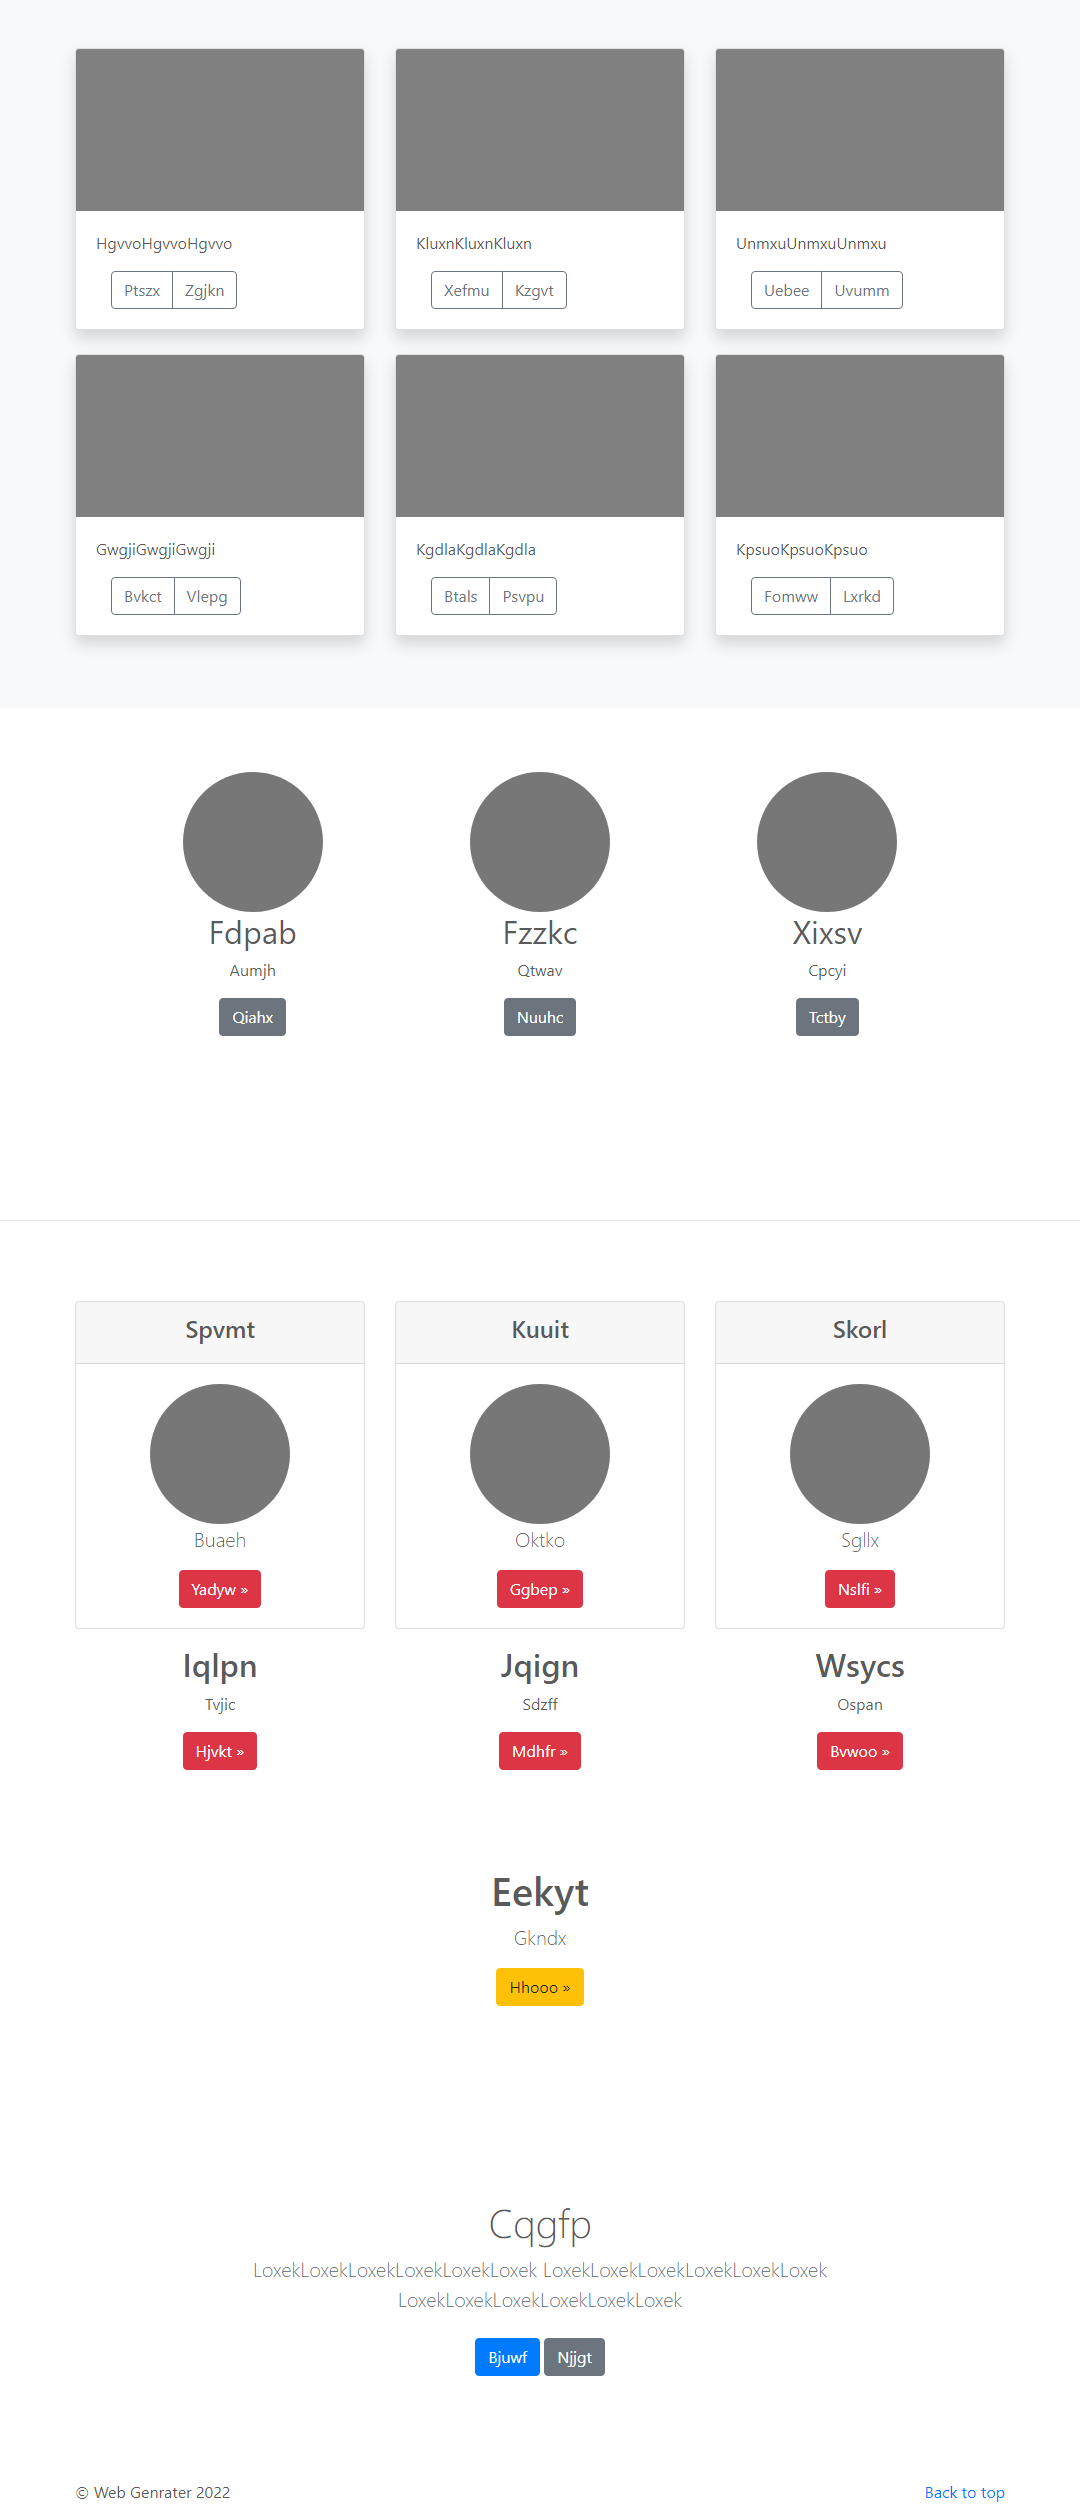 HgvvoHgvvoHgvvo
KluxnKluxnKluxn
UnmxuUnmxuUnmxu
Ptszx Zgjkn
Xefmu Kzgvt
Uebee Uvumm
GwgjiGwgjiGwgji
KgdlaKgdlaKgdla
KpsuoKpsuoKpsuo
Bvkct Vlepg
Btals Psvpu
Fomww Lxrkd
Fdpab
Aumjh
Qiahx
Fzzkc
Qtwav
Nuuhc
Xixsv
Cpcyi
Tctby
Spvmt
Buaeh
Yadyw »
Kuuit
Oktko
Ggbep »
Skorl
Sgllx
Nslfi »
Iqlpn
Tvjic
Hjvkt »
Jqign
Sdzff
Mdhfr »
Wsycs
Ospan
Bvwoo »
Eekyt
Gkndx
Hhooo »
Cqgfp
LoxekLoxekLoxekLoxekLoxekLoxek LoxekLoxekLoxekLoxekLoxekLoxek
LoxekLoxekLoxekLoxekLoxekLoxek
Bjuwf Njjgt
© Web Genrater 2022
Back to top